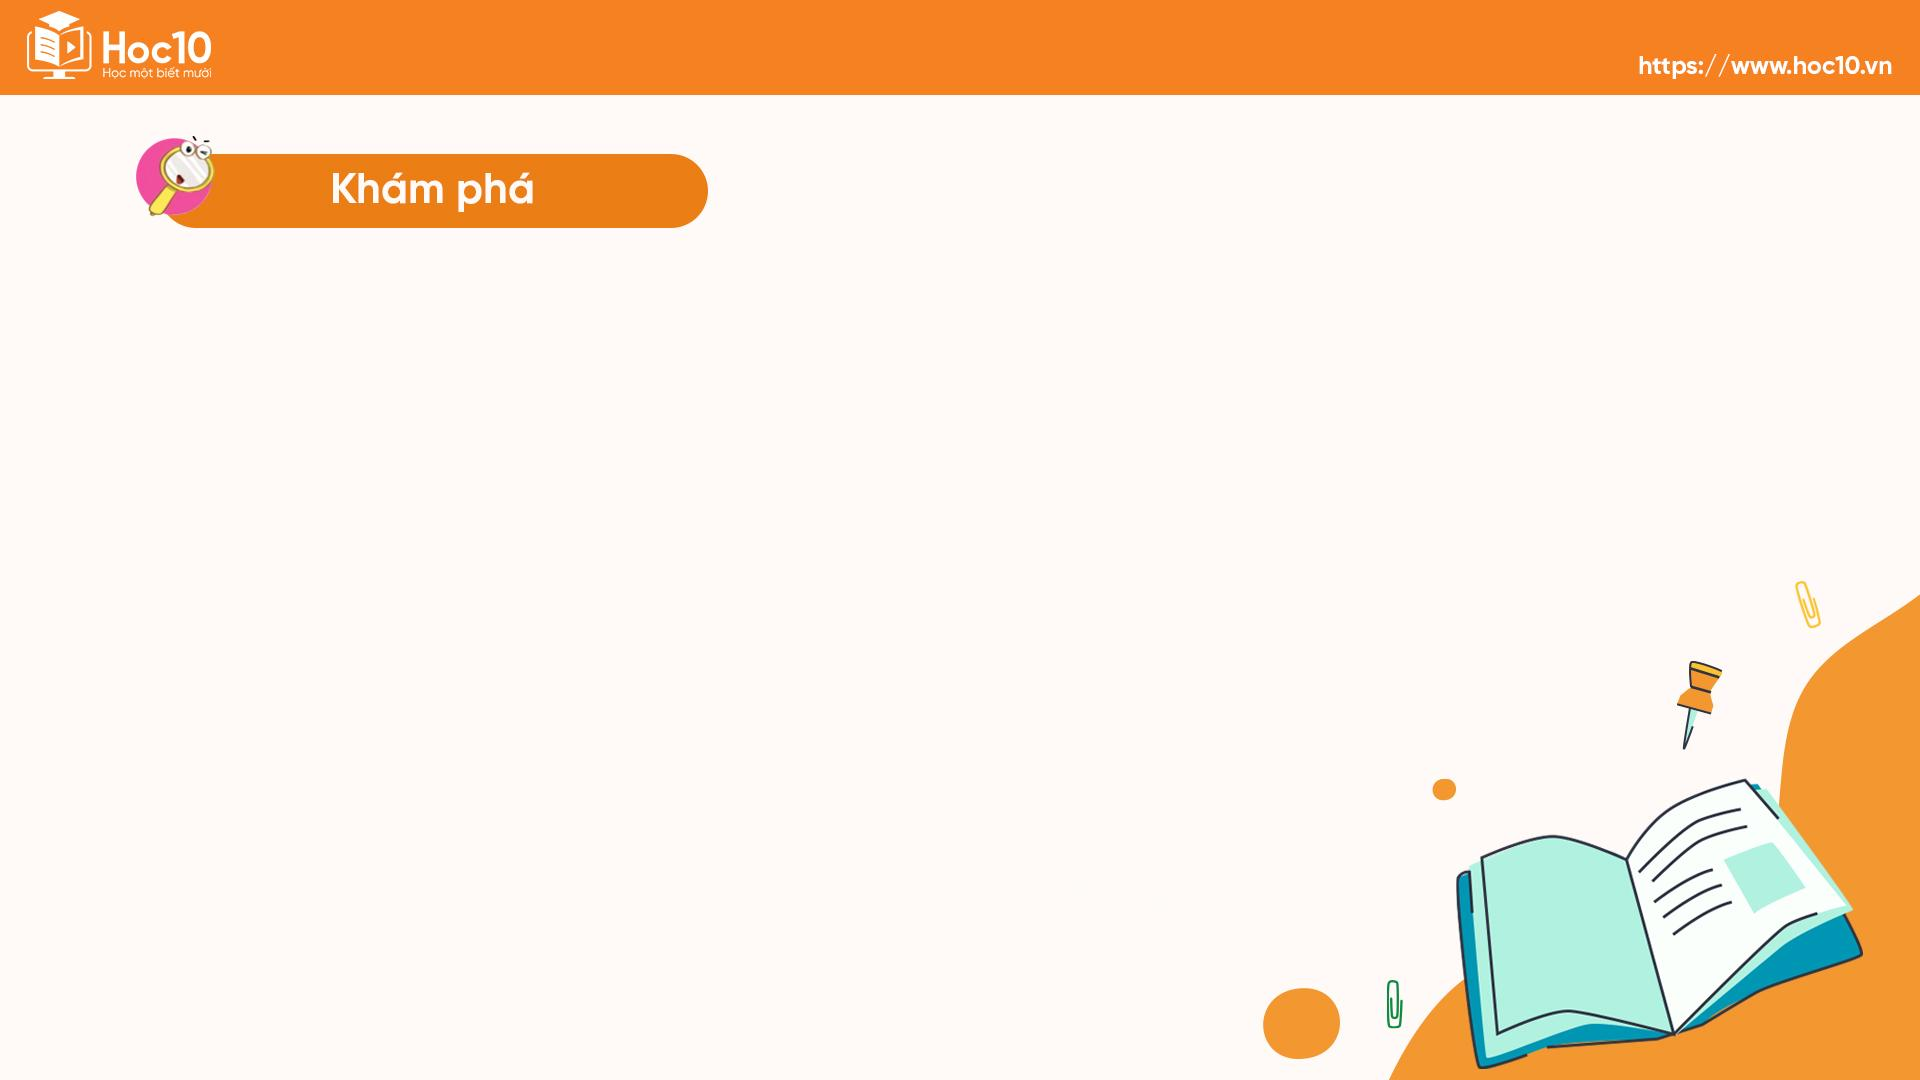 Hoc10
Học một biết mười
https://www.hoc10.vn
Khám phá